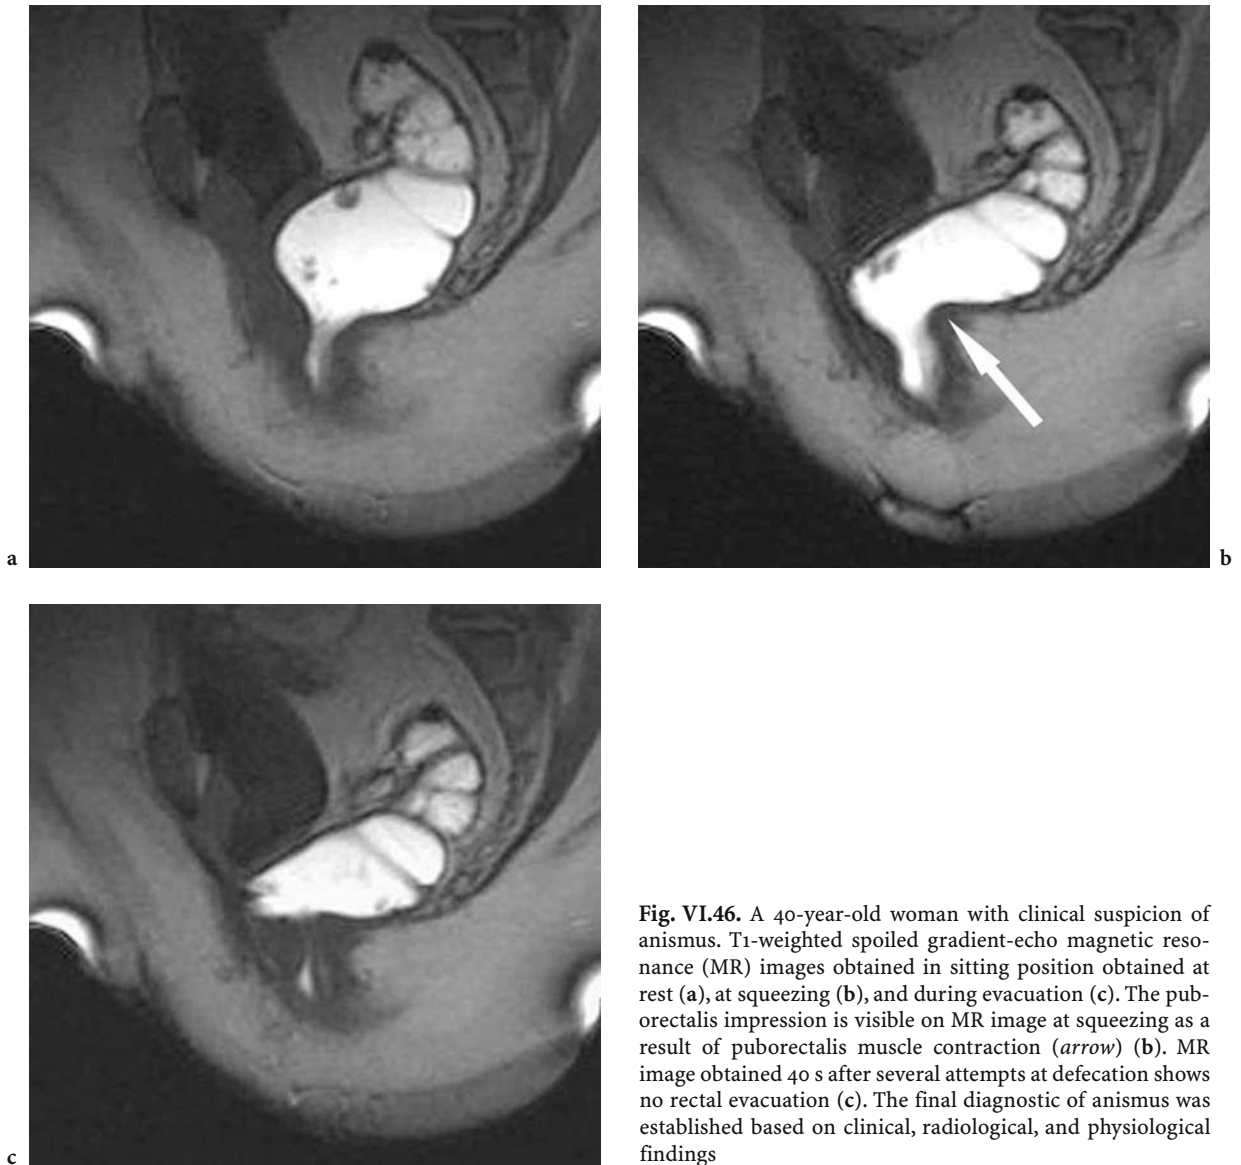 a
b
c
Fig. VI.46. A 40-year-old woman with clinical suspicion of
anismus. T1-weighted spoiled gradient-echo magnetic reso-
nance (MR) images obtained in sitting position obtained at
rest (a), at squeezing (b), and during evacuation (c). The pub-
orectalis impression is visible on MR image at squeezing as a
result of puborectalis muscle contraction (arrow) (b). MR
image obtained 40 s after several attempts at defecation shows
no rectal evacuation (c). The final diagnostic of anismus was
established based on clinical, radiological, and physiological
findings